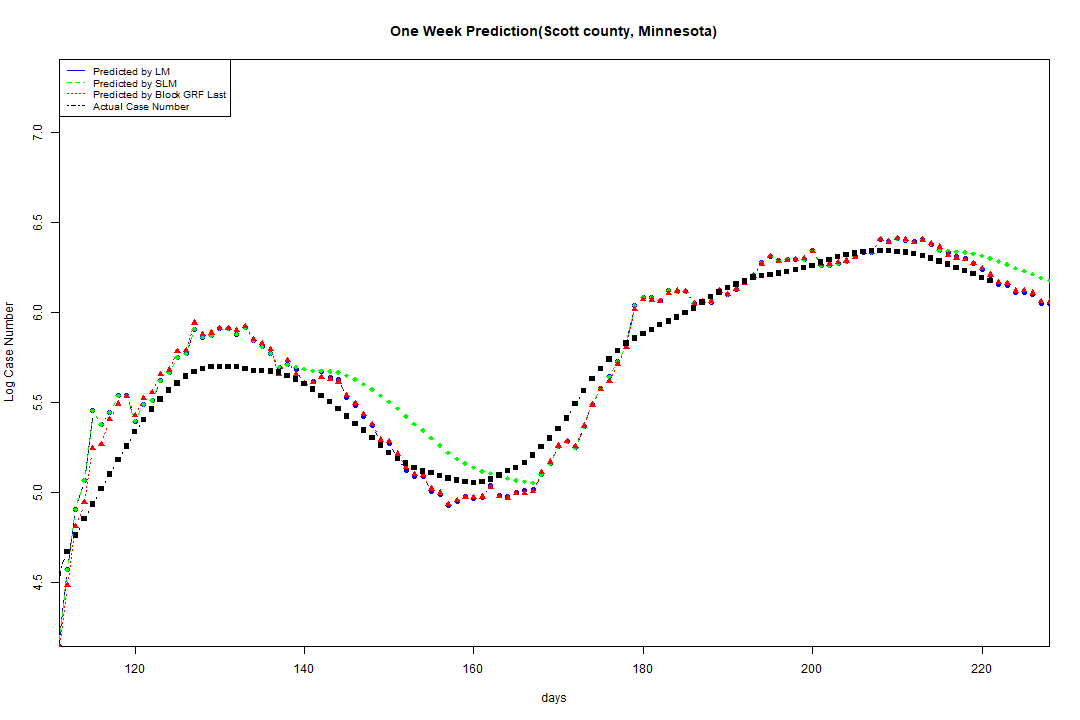 One Week Prediction(Scott county, Minnesota)
Predicted by LM
Predicted by SLM
Predicted by Block GRF Last
Actual Case Number
7.0
6.5
6.0
5.5
5.0
4.5
Log Case Number
120 140 160 180 200 220
days